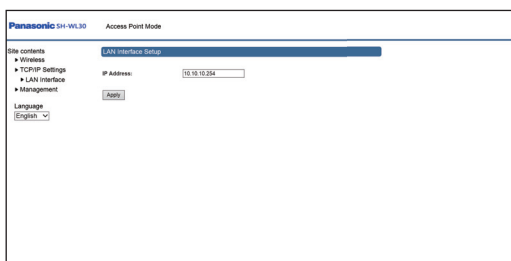 Panasonic SH-WL30 Access Point Mode
Site contents
▶ Wireless
▶ TCP/IP Settings
▶ LAN Interface
▶ Management
Language
English
LAN Interface Setup
IP Address: 10.10.10.254
Apply